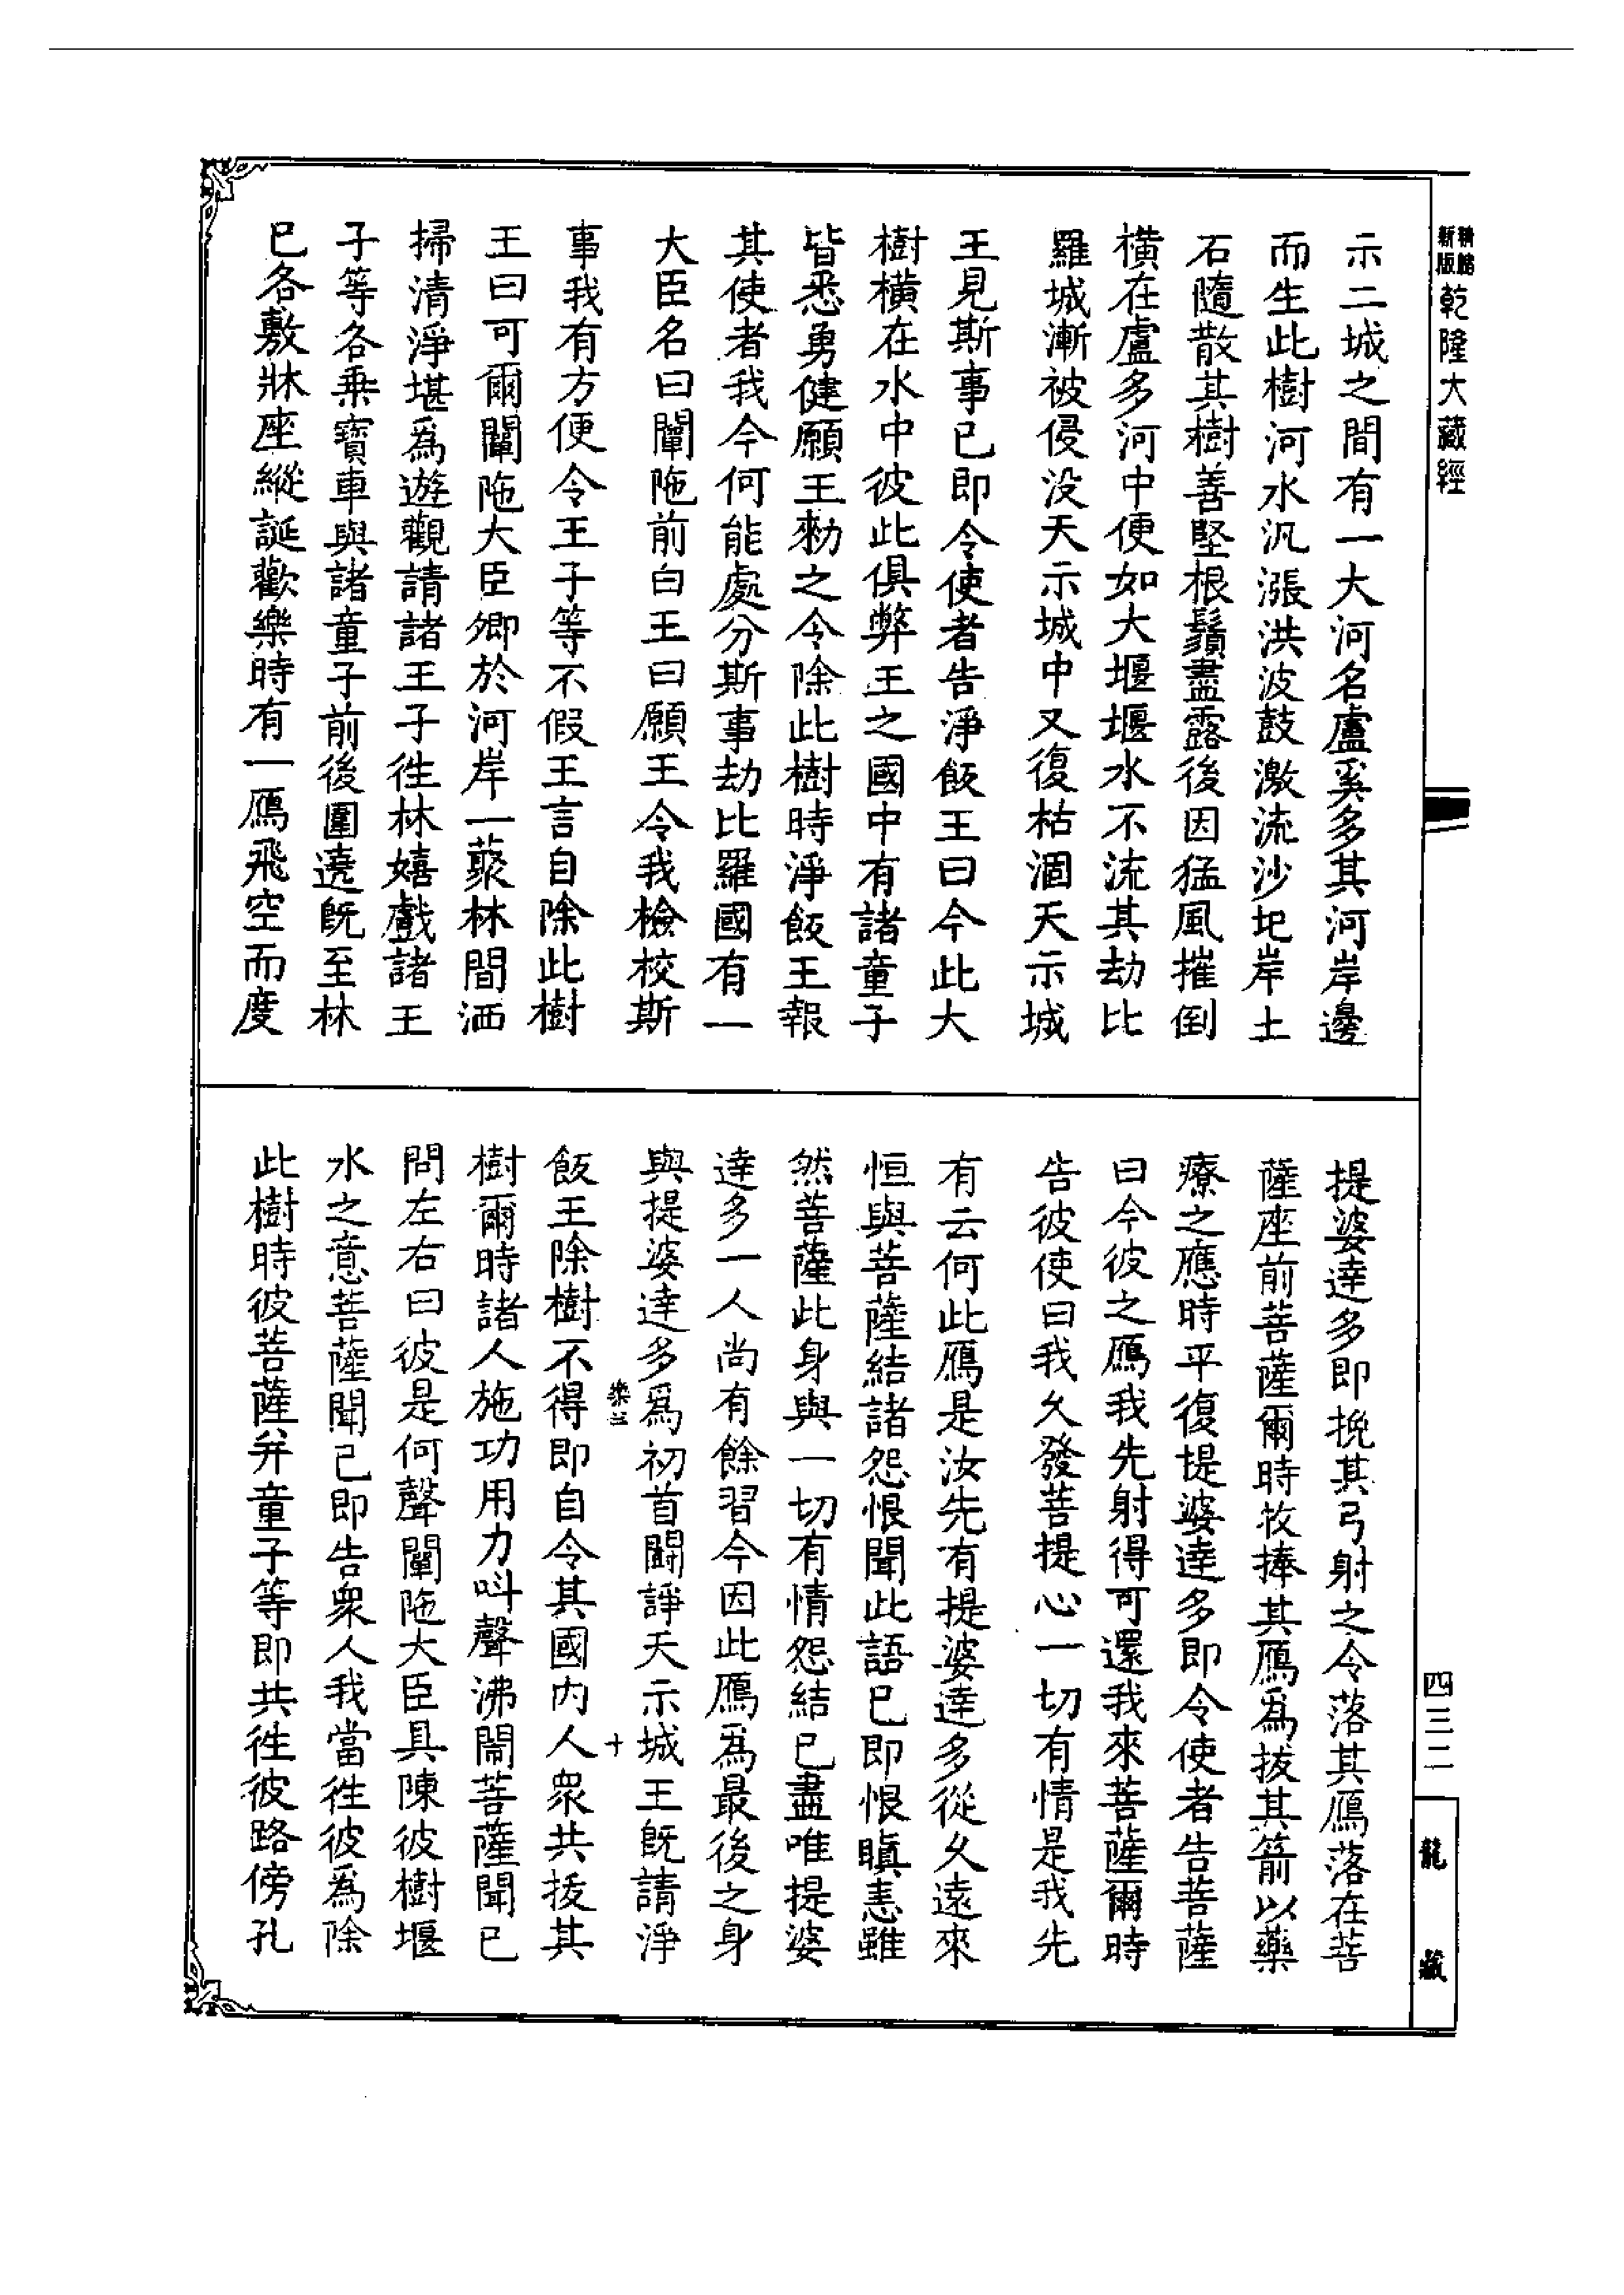 精縮新版乾隆大藏經
示二城之間有一大河名盧奚多其河岸邊
而生此樹河水汎漲洪波鼓激流沙圯岸土
石隨散其樹善堅根鬚盡露後因猛風摧倒
橫在盧多河中便如大堰堰水不流其劫比
羅城漸被侵没天示城中又復枯涸天示城
王見斯事已即令使者告淨飯王曰今此大
樹橫在水中彼此俱弊王之國中有諸童子
皆悉勇健願王勑之令除此樹時淨飯王報
其使者我今何能處分斯事劫比羅國有一
大臣名曰闡陁前白王曰願王令我檢校斯
事我有方便令王子等不假王言自除此樹
王曰可爾闡陁大臣卿於河岸一藂林間洒
掃清淨堪爲遊觀請諸王子徃林嬉戲諸王
子等各乘寶車與諸童子前後圍遶旣至林
已各敷牀座縱誕歡樂時有一鴈飛空而度
提婆達多即挽其弓射之令落其鴈落在菩
薩座前菩薩爾時收捧其鴈爲拔其箭以藥
療之應時平復提婆達多即令使者告菩薩
曰今彼之鴈我先射得可還我來菩薩爾時
告彼使曰我久發菩提心一切有情是我先
有云何此鴈是汝先有提婆達多從久遠來
恒與菩薩結諸怨恨聞此語已即恨瞋恚雖
然菩薩此身與一切有情怨結已盡唯提婆
達多一人尚有餘習今因此鴈爲最後之身
與提婆達多爲初首鬪諍天示城王旣請淨
樂三 十
飯王除樹不得即自令其國内人衆共拔其
樹爾時諸人施功用力叫聲沸閙菩薩聞已
問左右曰彼是何聲闡陁大臣具陳彼樹堰
水之意菩薩聞已即告衆人我當徃彼爲除
此樹時彼菩薩并童子等即共徃彼路傍孔
四三二
龍藏